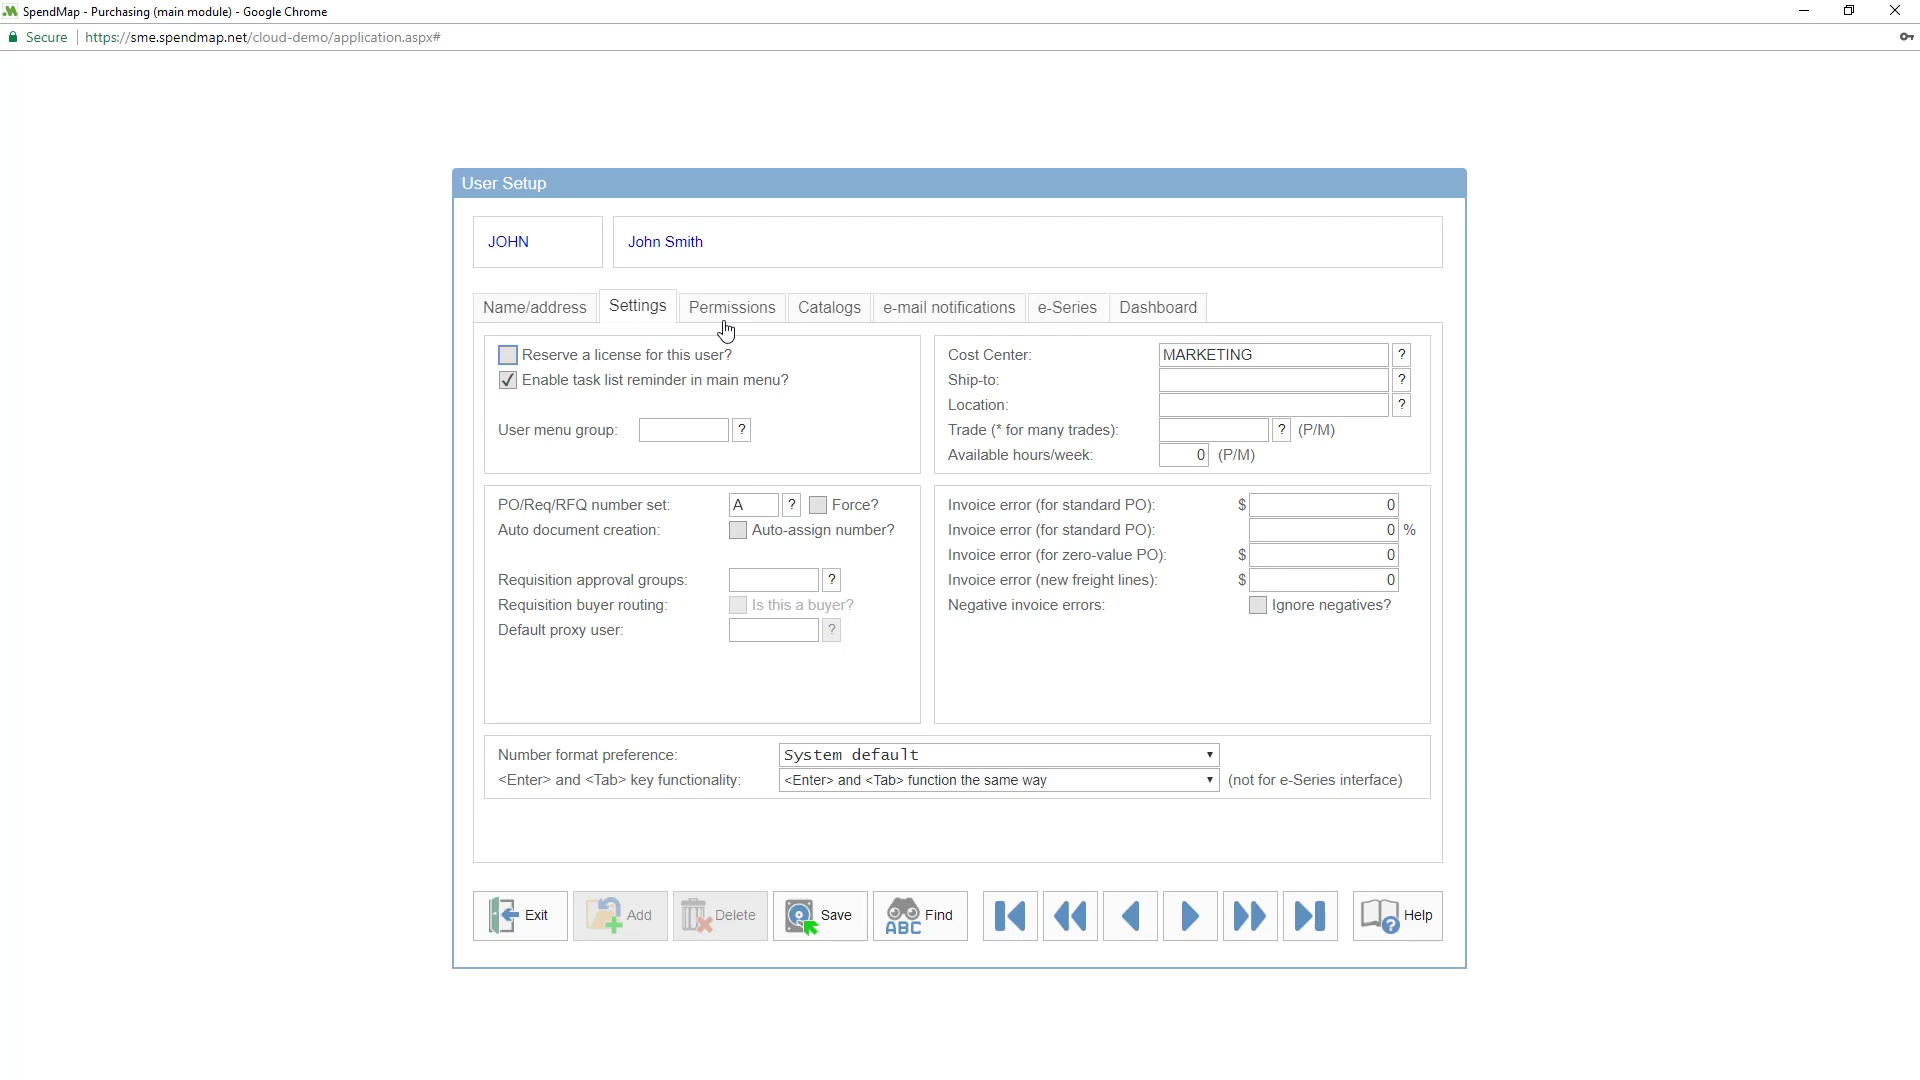 SpendMap - Purchasing (main module) - Google Chrome
Secure https://sme.spendmap.net/cloud-demo/application.aspx#
User Setup
JOHN John Smith
Name/address Settings Permissions Catalogs e-mail notifications e-Series Dashboard
Reserve a license for this user?
Enable task list reminder in main menu?
User menu group: ?
Cost Center: MARKETING ?
Ship-to: ?
Location: ?
Trade (* for many trades): ? (P/M)
Available hours/week: 0 (P/M)
PO/Req/RFQ number set: A ? Force?
Auto document creation: Auto-assign number?
Requisition approval groups: ?
Requisition buyer routing: Is this a buyer?
Default proxy user: ?
Invoice error (for standard PO): $ 0
Invoice error (for standard PO): 0 %
Invoice error (for zero-value PO): $ 0
Invoice error (new freight lines): $ 0
Negative invoice errors: Ignore negatives?
Number format preference: System default
<Enter> and <Tab> key functionality: <Enter> and <Tab> function the same way (not for e-Series interface)
Exit Add Delete Save ABC Find ? Help